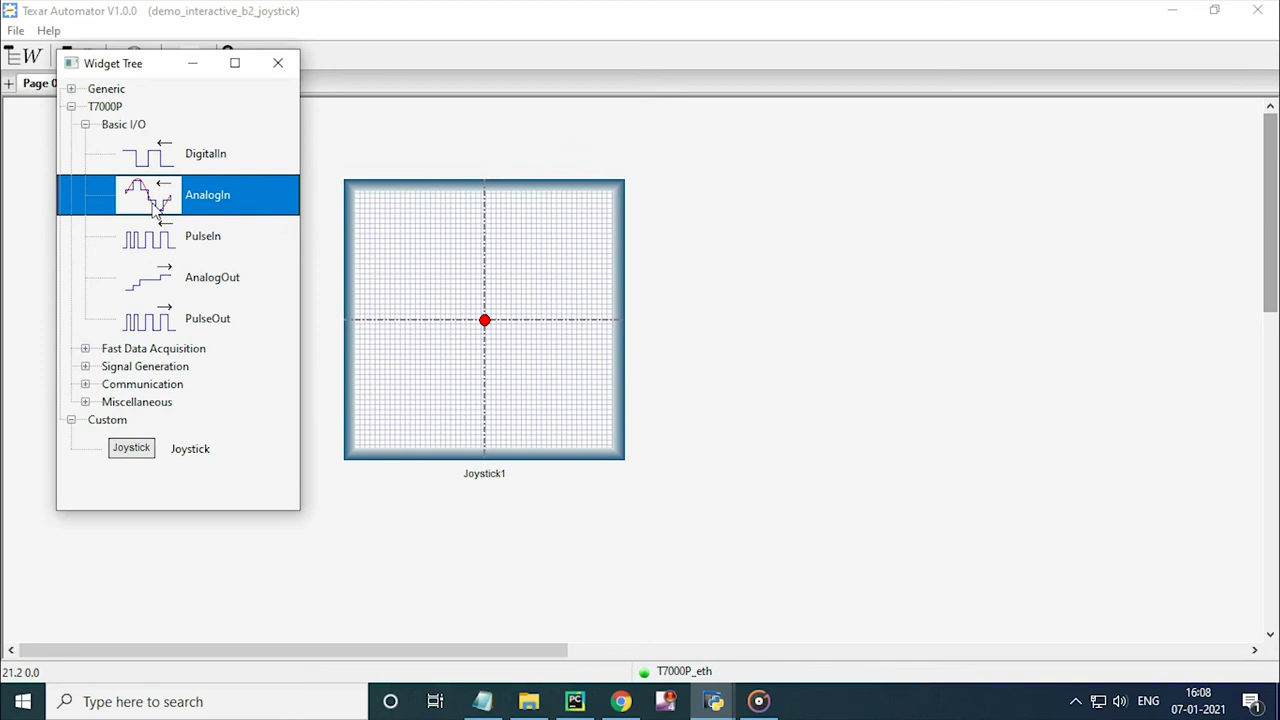 Texar Automator V1.0.0 (demo_interactive_b2_joystick)
File Help
W
+ Page
Widget Tree
Generic
T7000P
Basic I/O
DigitalIn
AnalogIn
PulseIn
AnalogOut
PulseOut
Fast Data Acquisition
Signal Generation
Communication
Miscellaneous
Custom
Joystick Joystick
Joystick1
21.2 0.0
T7000P_eth
Type here to search
PC
ENG
16:08
07-01-2021
1